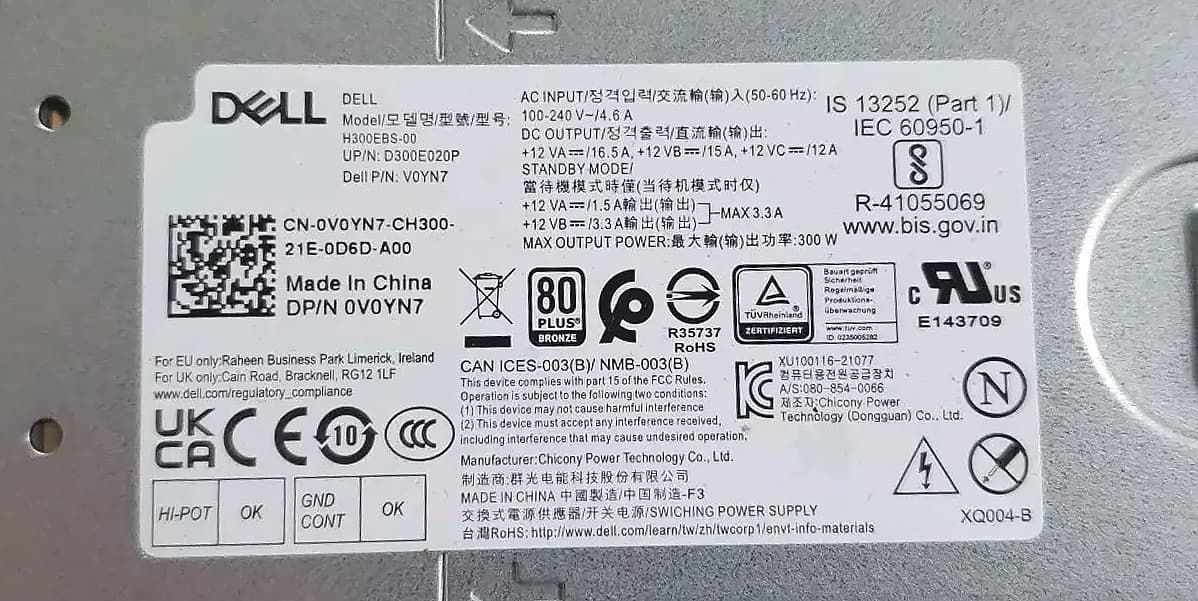 DELL
DELL
Model/모델명/型號/型号:
H300EBS-00
UP/N: D300E020P
Dell P/N: V0YN7
AC INPUT/정격입력/交流輸(输)入(50-60 Hz):
100-240 V~/4.6 A
DC OUTPUT/정격출력/直流輸(输)出:
+12 VA⎓/16.5A, +12 VB⎓/15A, +12 VC⎓/12A
STANDBY MODE/
當待機模式時僅(当待机模式时仅)
+12 VA⎓/1.5A輸出(输出)
+12 VB⎓/3.3A輸出(输出)
MAX 3.3 A
MAX OUTPUT POWER:最大輸(输)出功率:300 W
IS 13252 (Part 1)/
IEC 60950-1
R-41055069
www.bis.gov.in
CN-0V0YN7-CH300-
21E-0D6D-A00
Made In China
DP/N 0V0YN7
80
PLUS®
BRONZE
R35737
RoHS
TÜVRheinland
ZERTIFIZIERT
Bauart geprüft
Sicherheit
Regelmäßige
Produktions-
überwachung
www.tuv.com
ID 0235005282
C RU® US
E143709
For EU only:Raheen Business Park Limerick, Ireland
For UK only:Cain Road, Bracknell, RG12 1LF
www.dell.com/regulatory_compliance
UK
CA
CE
10
CCC
HI-POT
OK
GND
CONT
OK
CAN ICES-003(B)/ NMB-003(B)
This device complies with part 15 of the FCC Rules.
Operation is subject to the following two conditions:
(1) This device may not cause harmful interference
(2) This device must accept any interference received,
including interference that may cause undesired operation.
Manufacturer:Chicony Power Technology Co., Ltd.
制造商:群光电能科技股份有限公司
MADE IN CHINA 中國製造/中国制造-F3
交換式電源供應器/开关电源/SWICHING POWER SUPPLY
台灣RoHS: http://www.dell.com/learn/tw/zh/twcorp1/envt-info-materials
XU100116-21077
컴퓨터용전원공급장치
A/S:080-854-0066
제조자:Chicony Power
Technology (Dongguan) Co., Ltd.
N
XQ004-B